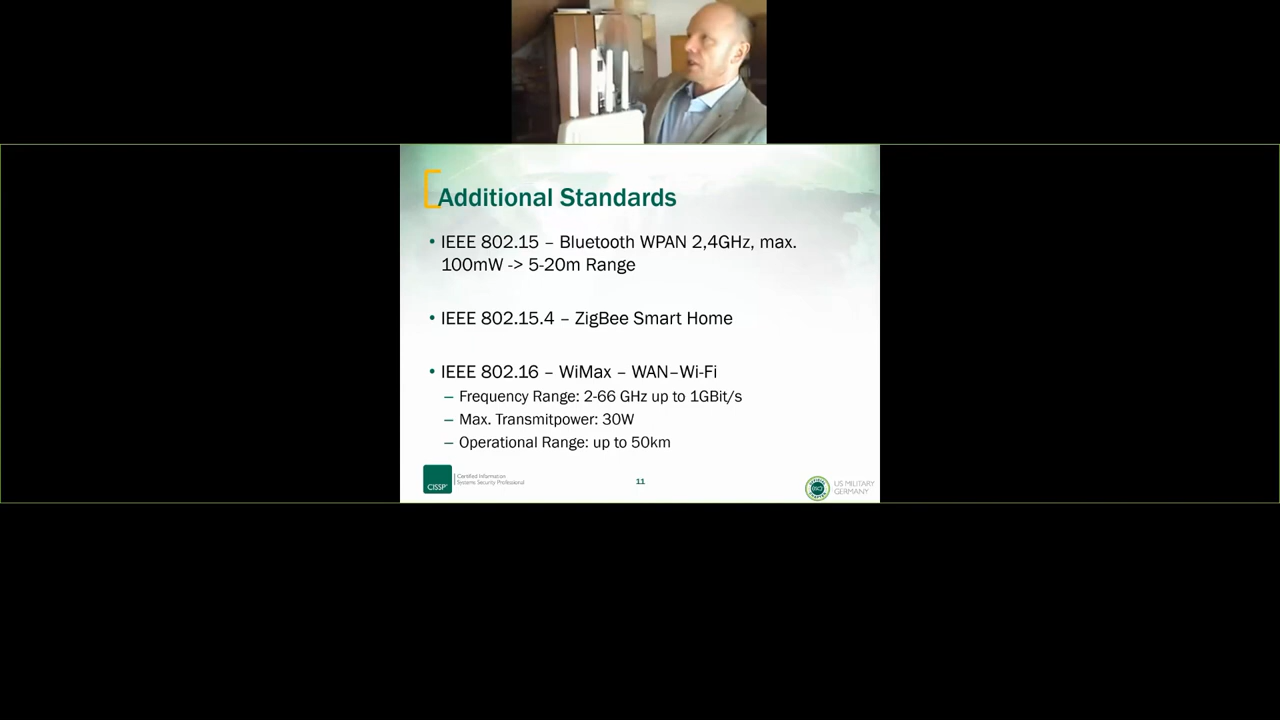 Additional Standards
• IEEE 802.15 – Bluetooth WPAN 2,4GHz, max.
100mW -> 5-20m Range
• IEEE 802.15.4 – ZigBee Smart Home
• IEEE 802.16 – WiMax – WAN–Wi-Fi
– Frequency Range: 2-66 GHz up to 1GBit/s
– Max. Transmitpower: 30W
– Operational Range: up to 50km
CISSP
Certified Information
Systems Security Professional
11
US MILITARY
GERMANY